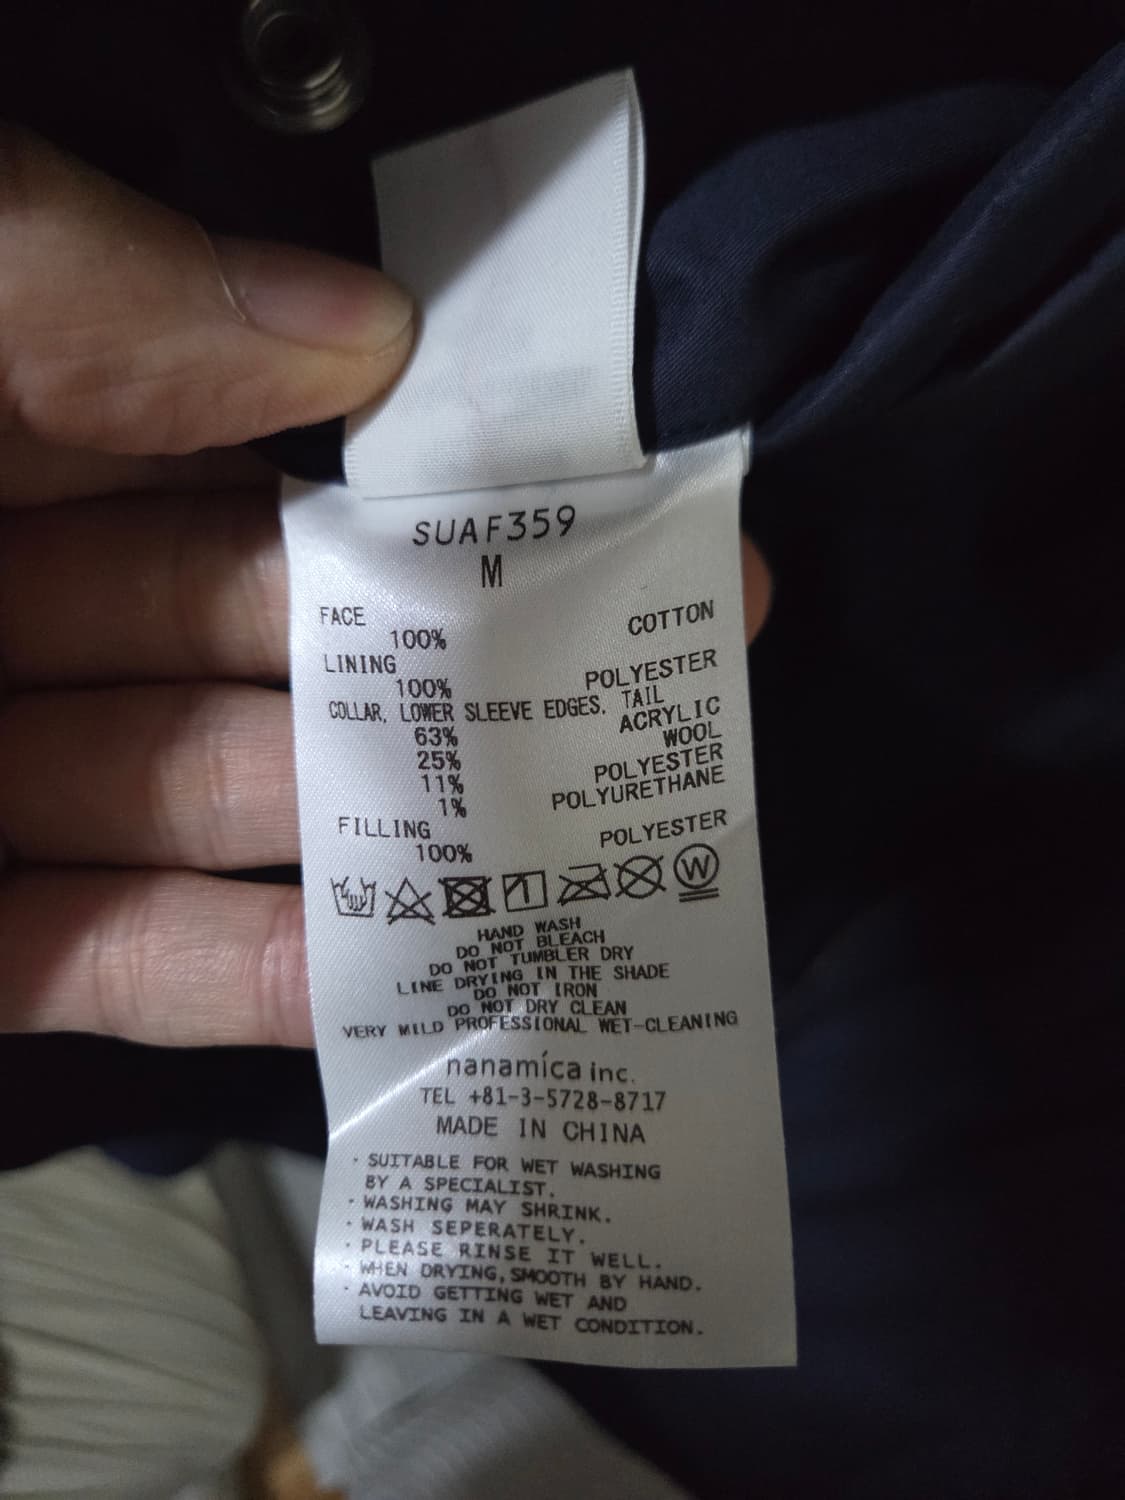 SUAF359
M
FACE
100% COTTON
LINING
100% POLYESTER
COLLAR, LOWER SLEEVE EDGES, TAIL
63% ACRYLIC
25% WOOL
11% POLYESTER
1% POLYURETHANE
FILLING
100% POLYESTER
W
HAND WASH
DO NOT BLEACH
DO NOT TUMBLER DRY
LINE DRYING IN THE SHADE
DO NOT IRON
DO NOT DRY CLEAN
VERY MILD PROFESSIONAL WET-CLEANING
nanamíca inc.
TEL +81-3-5728-8717
MADE IN CHINA
· SUITABLE FOR WET WASHING
BY A SPECIALIST.
· WASHING MAY SHRINK.
· WASH SEPERATELY.
· PLEASE RINSE IT WELL.
· WHEN DRYING, SMOOTH BY HAND.
· AVOID GETTING WET AND
LEAVING IN A WET CONDITION.